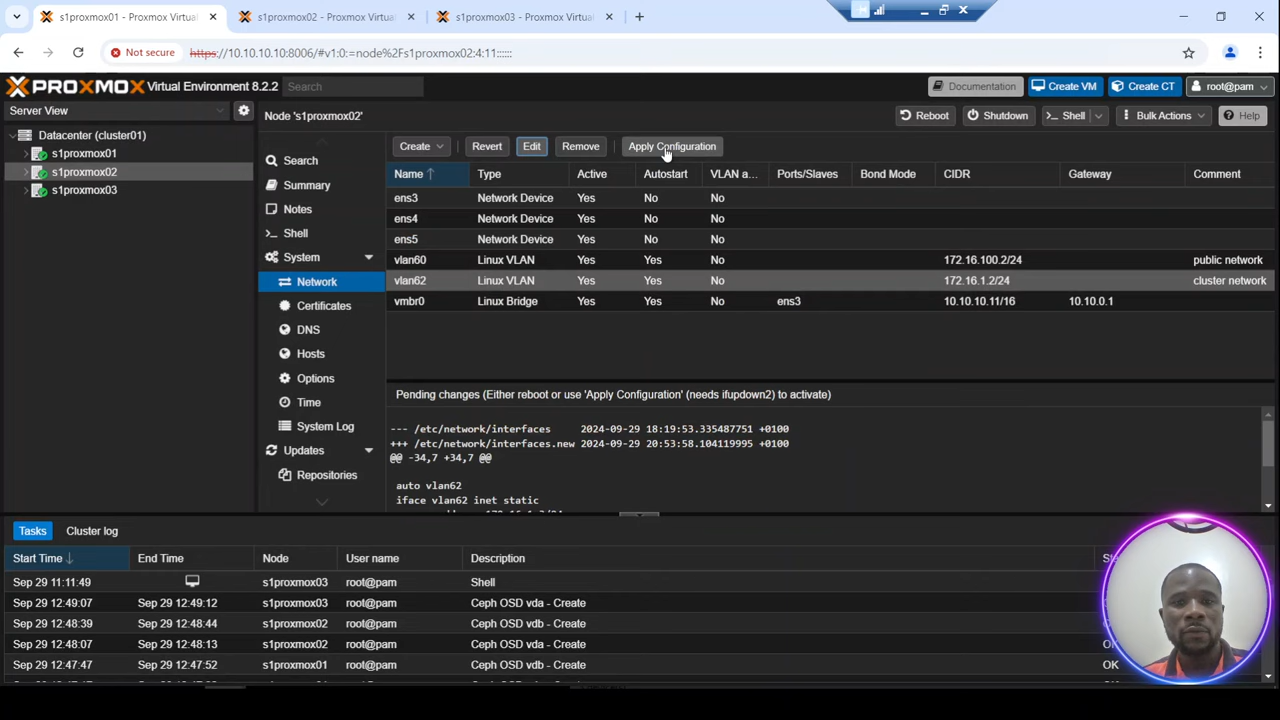 s1proxmox01 - Proxmox Virtual
s1proxmox02 - Proxmox Virtual
s1proxmox03 - Proxmox Virtual
Not secure
https://10.10.10.10:8006/#v1:0:=node%2Fs1proxmox02:4:11::::::
PROXMOX Virtual Environment 8.2.2
Search
Documentation
Create VM
Create CT
root@pam
Server View
Node 's1proxmox02'
Reboot
Shutdown
Shell
Bulk Actions
Help
Datacenter (cluster01)
s1proxmox01
s1proxmox02
s1proxmox03
Search
Summary
Notes
Shell
System
Network
Certificates
DNS
Hosts
Options
Time
System Log
Updates
Repositories
Create
Revert
Edit
Remove
Apply Configuration
Name Type Active Autostart VLAN a... Ports/Slaves Bond Mode CIDR Gateway Comment
ens3 Network Device Yes No No
ens4 Network Device Yes No No
ens5 Network Device Yes No No
vlan60 Linux VLAN Yes Yes No 172.16.100.2/24 public network
vlan62 Linux VLAN Yes Yes No 172.16.1.2/24 cluster network
vmbr0 Linux Bridge Yes Yes No ens3 10.10.10.11/16 10.10.0.1
Pending changes (Either reboot or use 'Apply Configuration' (needs ifupdown2) to activate)
--- /etc/network/interfaces 2024-09-29 18:19:53.335487751 +0100
+++ /etc/network/interfaces.new 2024-09-29 20:53:58.104119995 +0100
@@ -34,7 +34,7 @@
auto vlan62
iface vlan62 inet static
Tasks
Cluster log
Start Time End Time Node User name Description
Sep 29 11:11:49 s1proxmox03 root@pam Shell
Sep 29 12:49:07 Sep 29 12:49:12 s1proxmox03 root@pam Ceph OSD vda - Create
Sep 29 12:48:39 Sep 29 12:48:44 s1proxmox02 root@pam Ceph OSD vdb - Create
Sep 29 12:48:07 Sep 29 12:48:13 s1proxmox02 root@pam Ceph OSD vda - Create
Sep 29 12:47:47 Sep 29 12:47:52 s1proxmox01 root@pam Ceph OSD vdb - Create OK